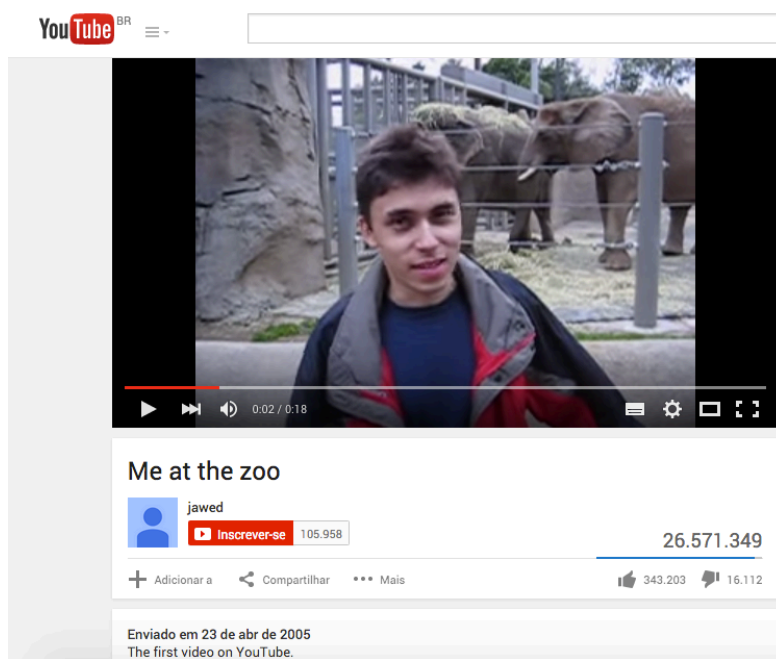 YouTube BR
0:02 / 0:18
Me at the zoo
jawed
Inscrever-se 105.958
26.571.349
Adicionar a Compartilhar Mais 343.203 16.112
Enviado em 23 de abr de 2005
The first video on YouTube.